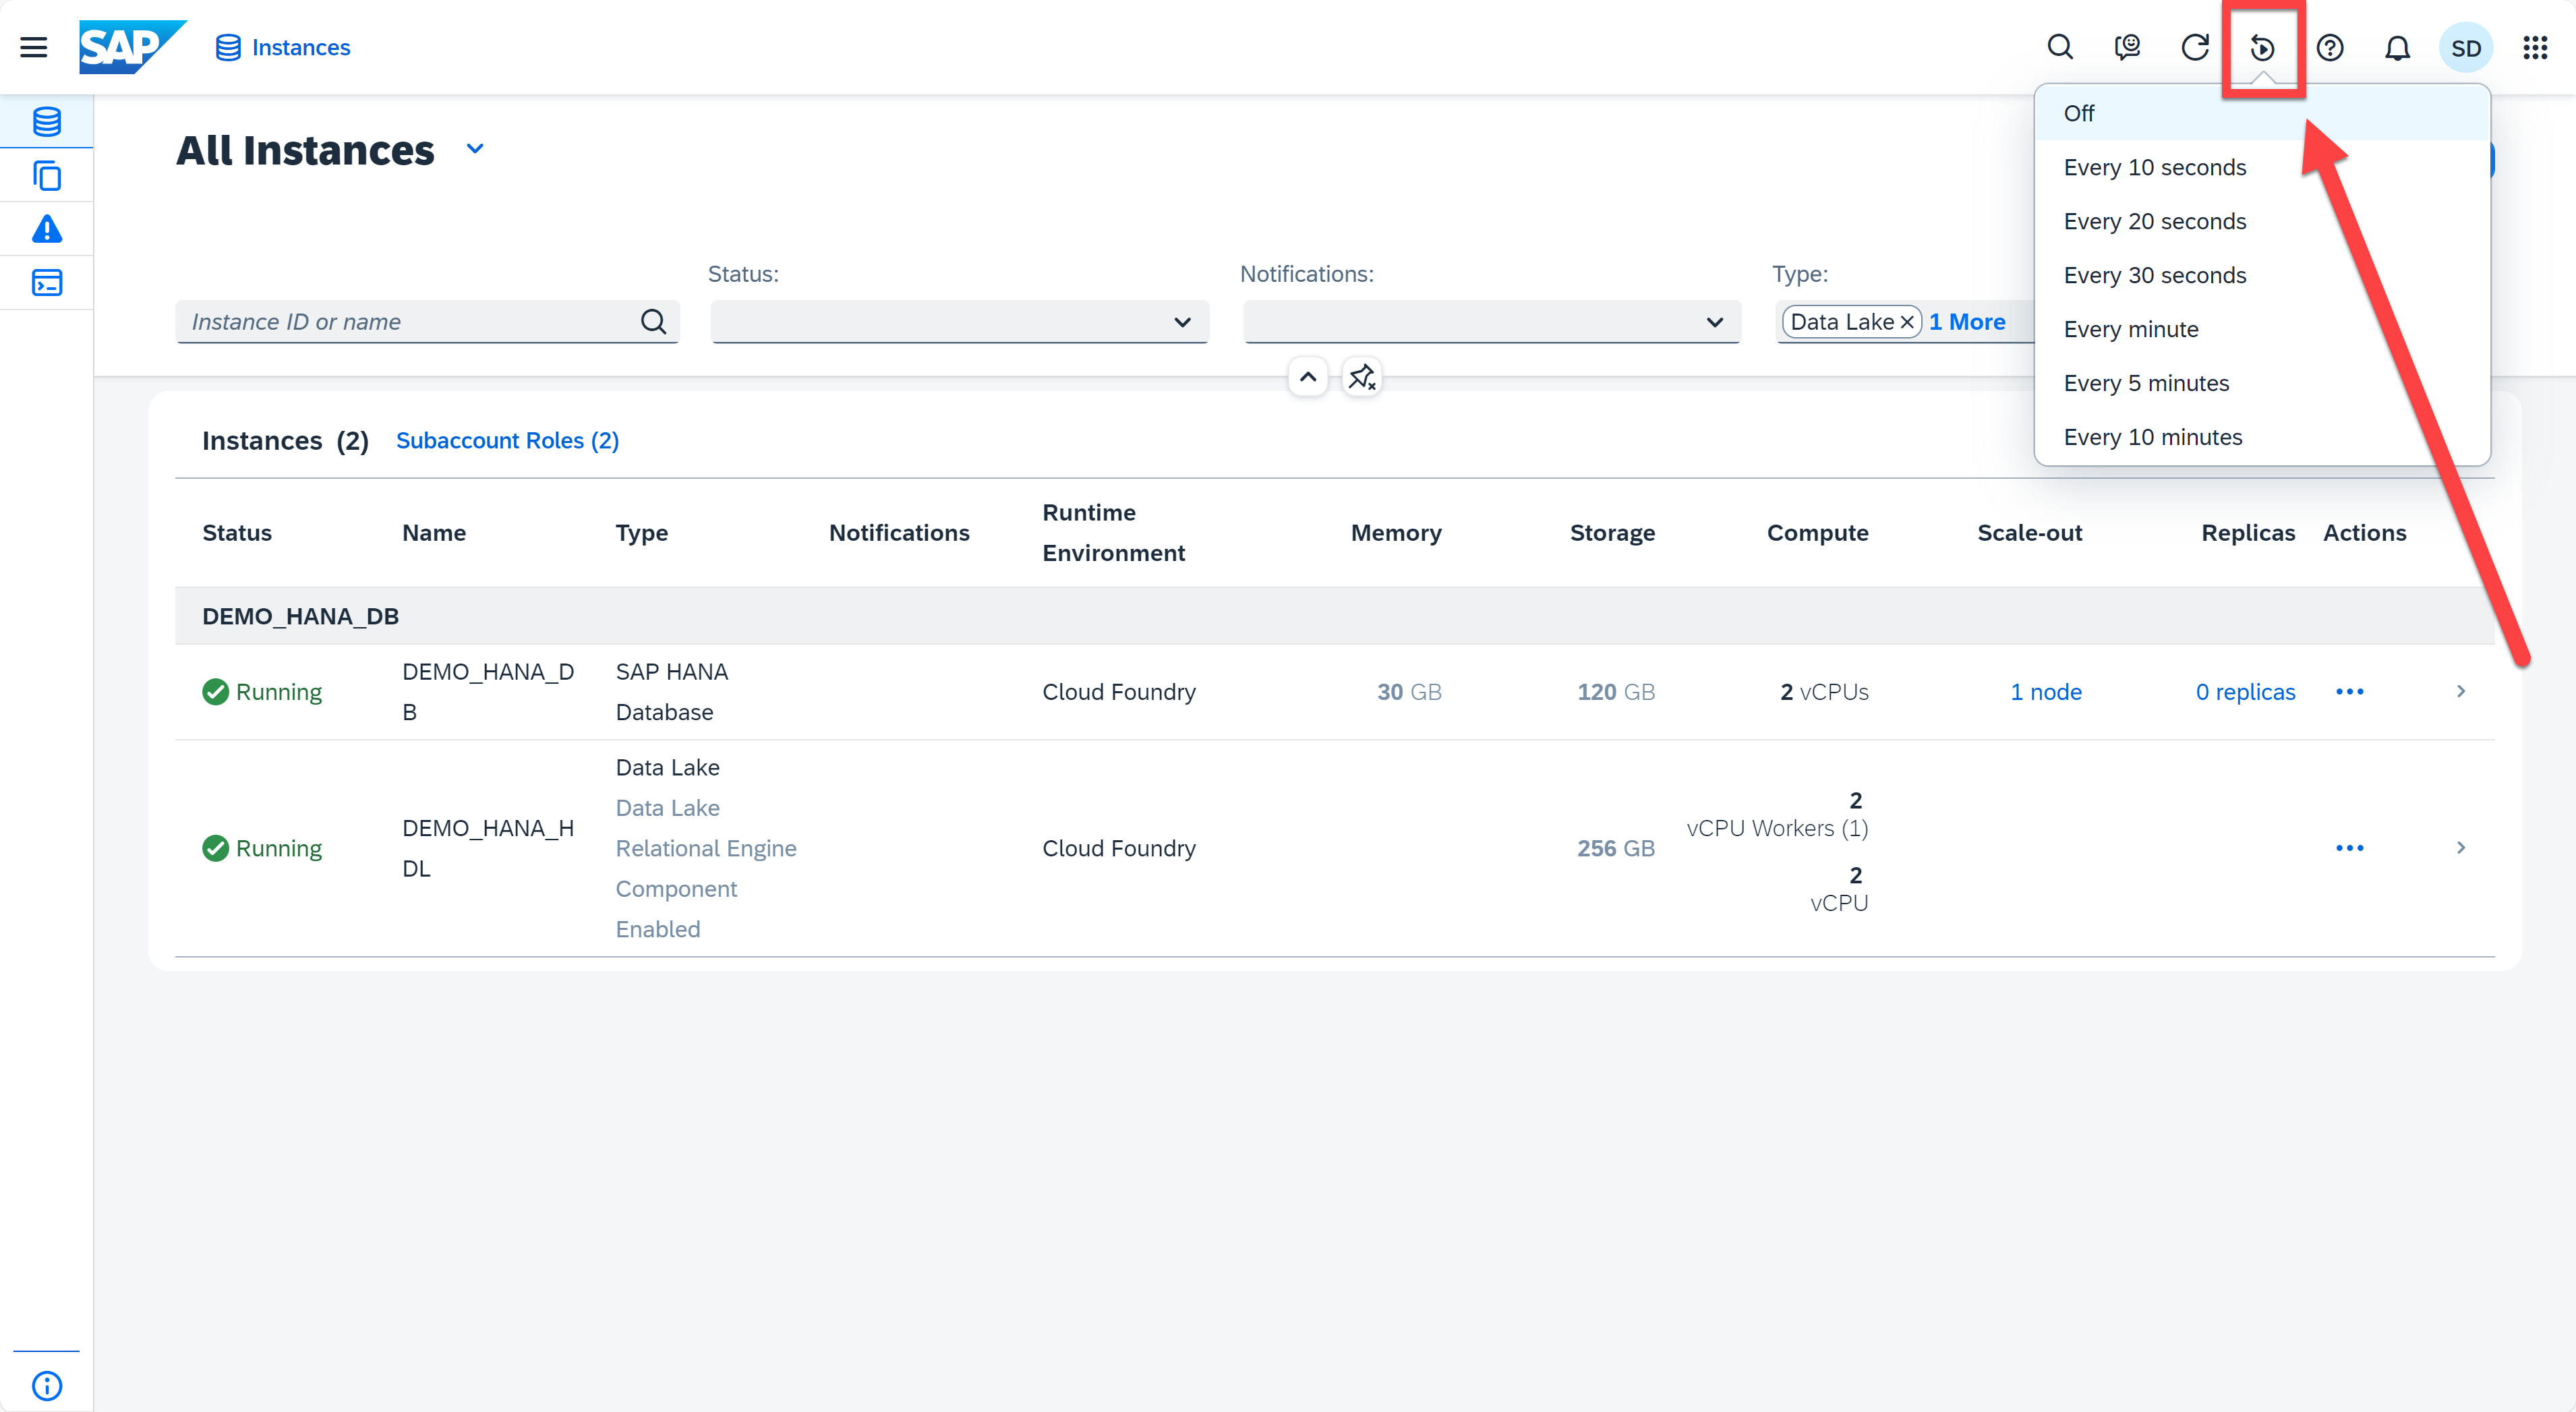 SAP
Instances
SD
All Instances
Off
Every 10 seconds
Every 20 seconds
Every 30 seconds
Every minute
Every 5 minutes
Every 10 minutes
Status:
Notifications:
Type:
Instance ID or name
Data Lake
1 More
Instances (2)
Subaccount Roles (2)
Status
Name
Type
Notifications
Runtime
Environment
Memory
Storage
Compute
Scale-out
Replicas
Actions
DEMO_HANA_DB
Running
DEMO_HANA_D
B
SAP HANA
Database
Cloud Foundry
30 GB
120 GB
2 vCPUs
1 node
0 replicas
Running
DEMO_HANA_H
DL
Data Lake
Data Lake
Relational Engine
Component
Enabled
Cloud Foundry
256 GB
2
vCPU Workers (1)
2
vCPU